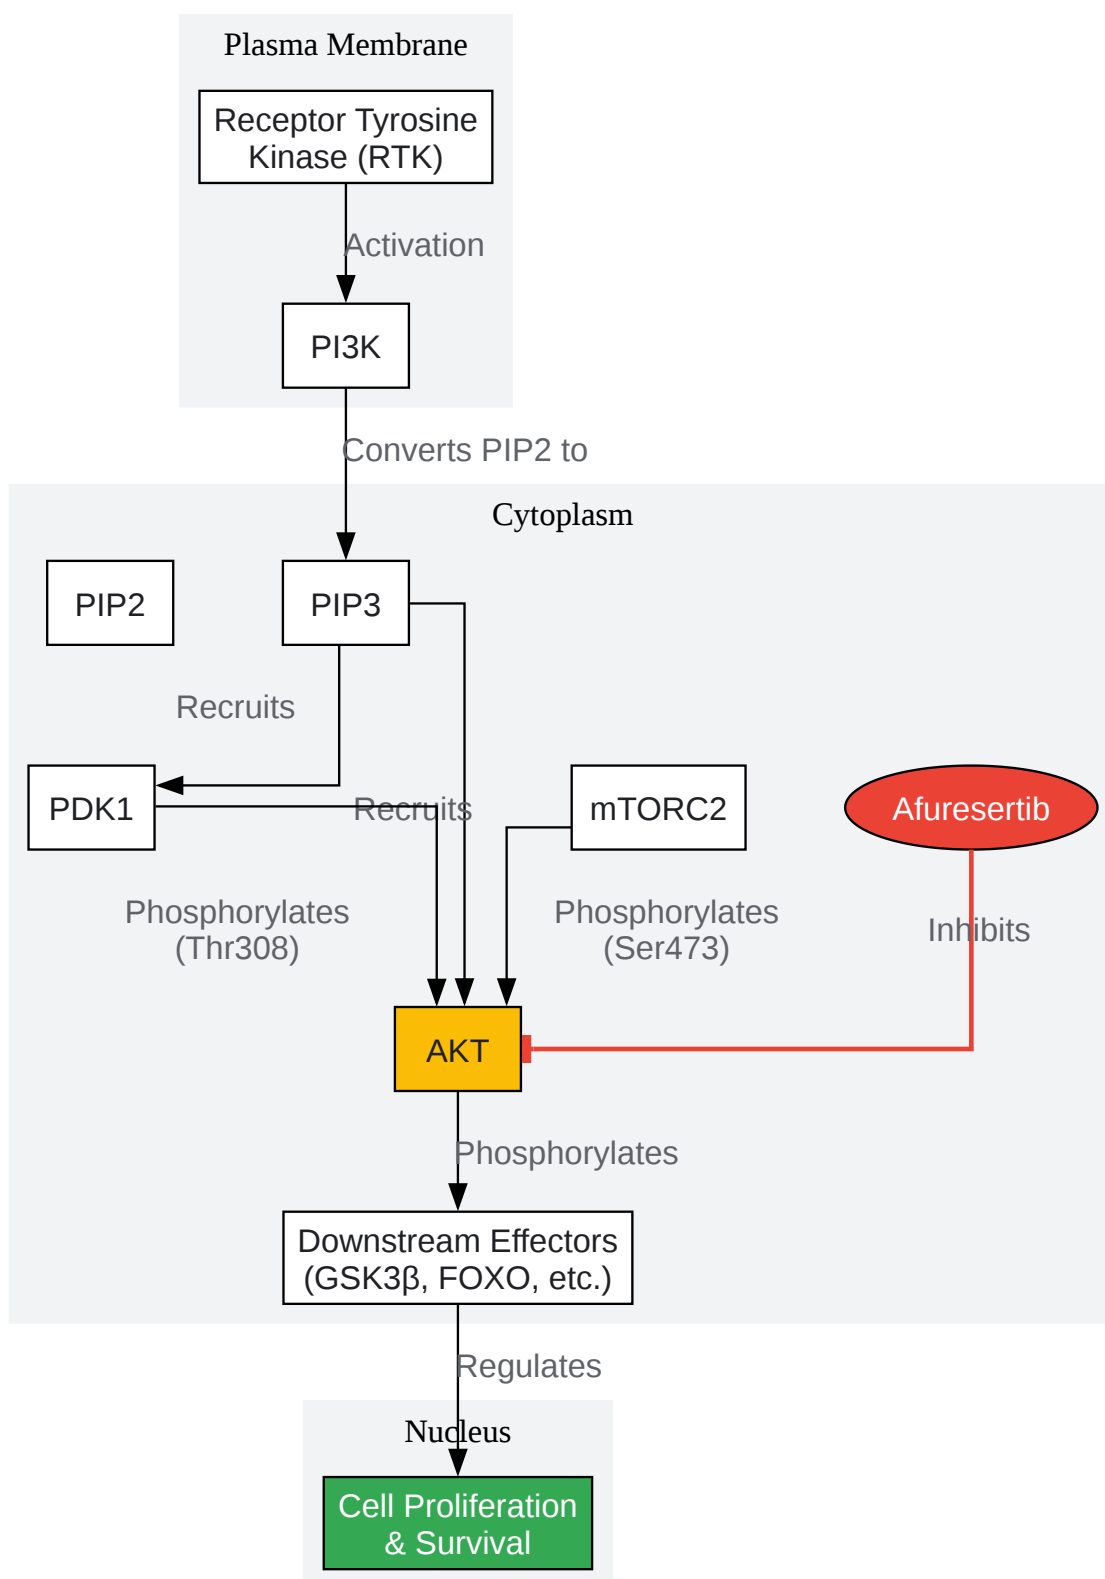 Plasma Membrane
Receptor Tyrosine
Kinase (RTK)
Activation
PI3K
Converts PIP2 to
Cytoplasm
PIP2
PIP3
Recruits
PDK1
Recruits
mTORC2
Afuresertib
Phosphorylates
(Thr308)
Phosphorylates
(Ser473)
Inhibits
AKT
Phosphorylates
Downstream Effectors
(GSK3β, FOXO, etc.)
Regulates
Nucleus
Cell Proliferation
& Survival